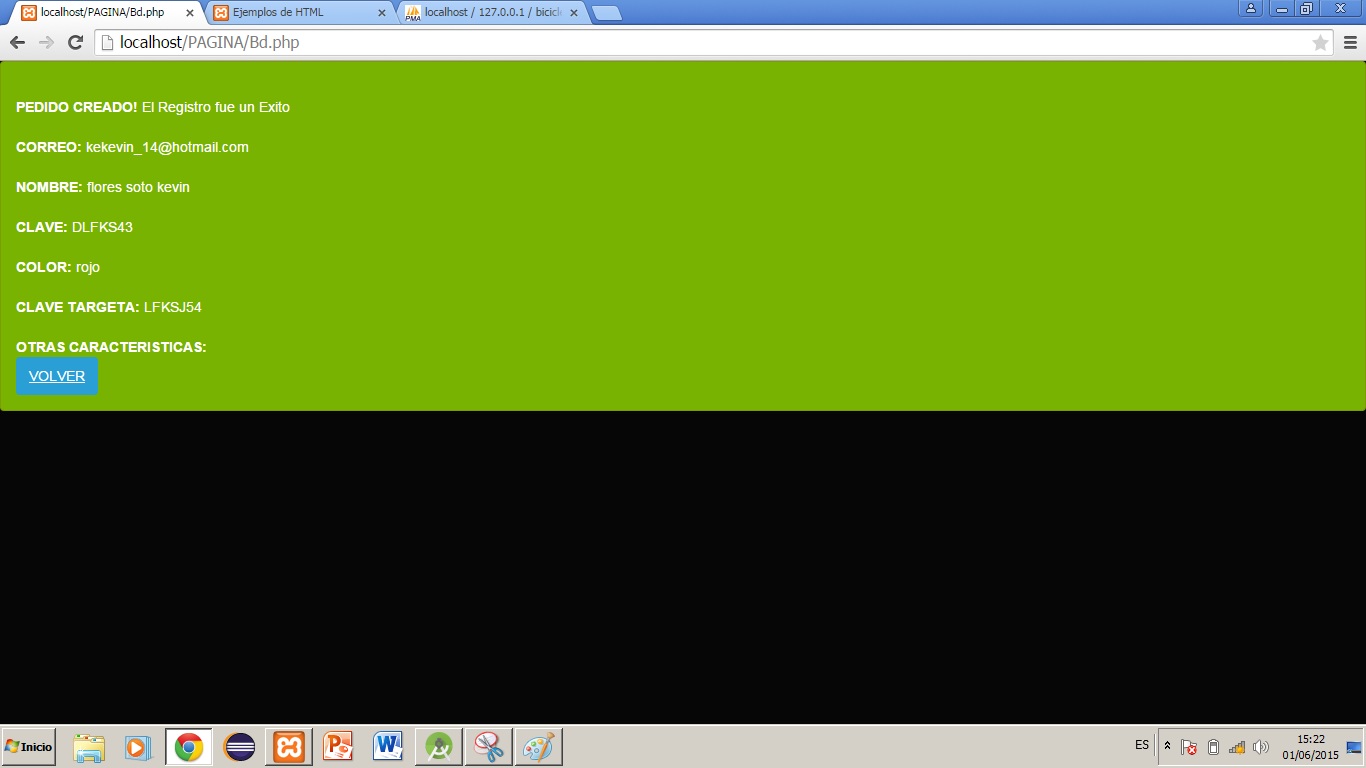 localhost/PAGINA/Bd.php
Ejemplos de HTML
localhost / 127.0.0.1 / bicicl
localhost/PAGINA/Bd.php
PEDIDO CREADO! El Registro fue un Exito
CORREO: kekevin_14@hotmail.com
NOMBRE: flores soto kevin
CLAVE: DLFKS43
COLOR: rojo
CLAVE TARGETA: LFKSJ54
OTRAS CARACTERISTICAS:
VOLVER
Inicio
ES
15:22
01/06/2015